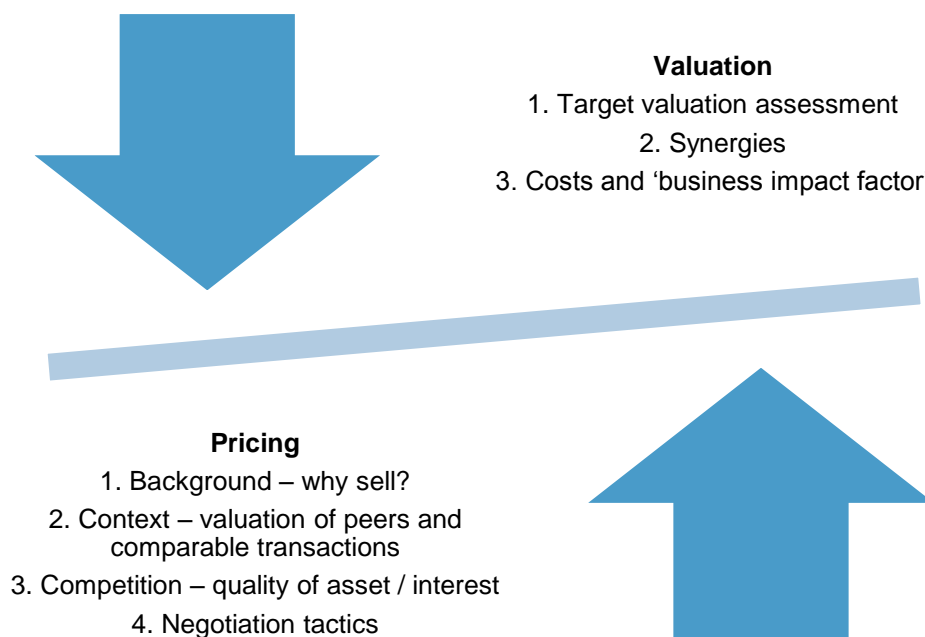 Valuation
1. Target valuation assessment
2. Synergies
3. Costs and ‘business impact factor
Pricing
1. Background – why sell?
2. Context – valuation of peers and
comparable transactions
3. Competition – quality of asset / interest
4. Negotiation tactics